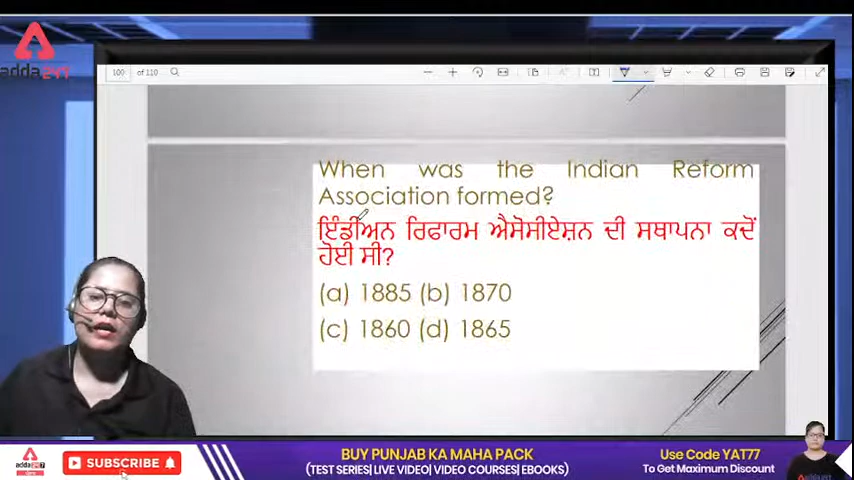 adda247
100 of 110
When was the Indian Reform
Association formed?
ਇੰਡੀਅਨ ਰਿਫਾਰਮ ਐਸੋਸੀਏਸ਼ਨ ਦੀ ਸਥਾਪਨਾ ਕਦੋਂ
ਹੋਈ ਸੀ?
(a) 1885 (b) 1870
(c) 1860 (d) 1865
adda247
SUBSCRIBE
BUY PUNJAB KA MAHA PACK
(TEST SERIES| LIVE VIDEO| VIDEO COURSES| EBOOKS)
Use Code YAT77
To Get Maximum Discount